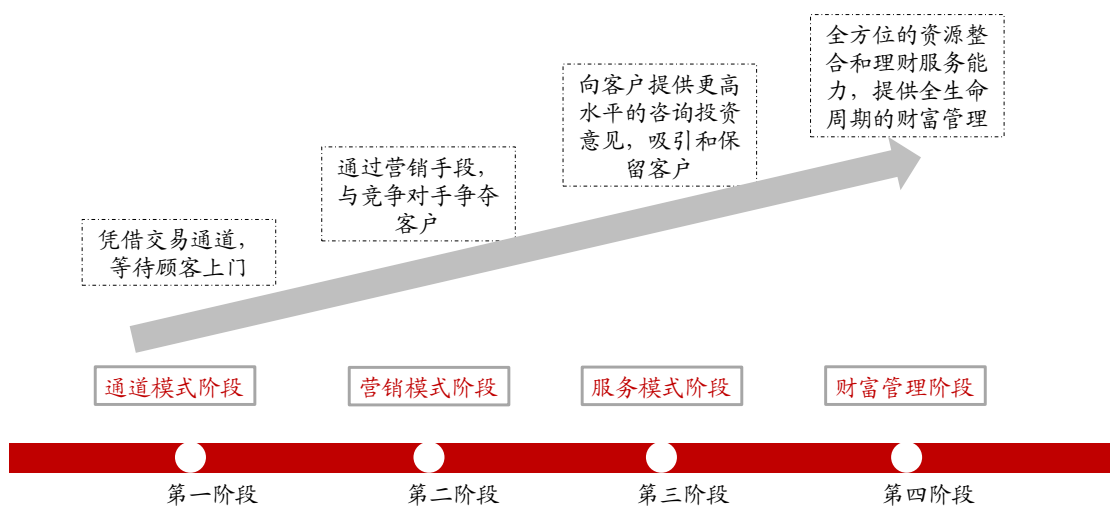 凭借交易通道，
等待顾客上门
通过营销手段，
与竞争对手争夺
客户
向客户提供更高
水平的咨询投资
意见，吸引和保
留客户
全方位的资源整
合和理财服务能
力，提供全生命
周期的财富管理
通道模式阶段
营销模式阶段
服务模式阶段
财富管理阶段
第一阶段
第二阶段
第三阶段
第四阶段